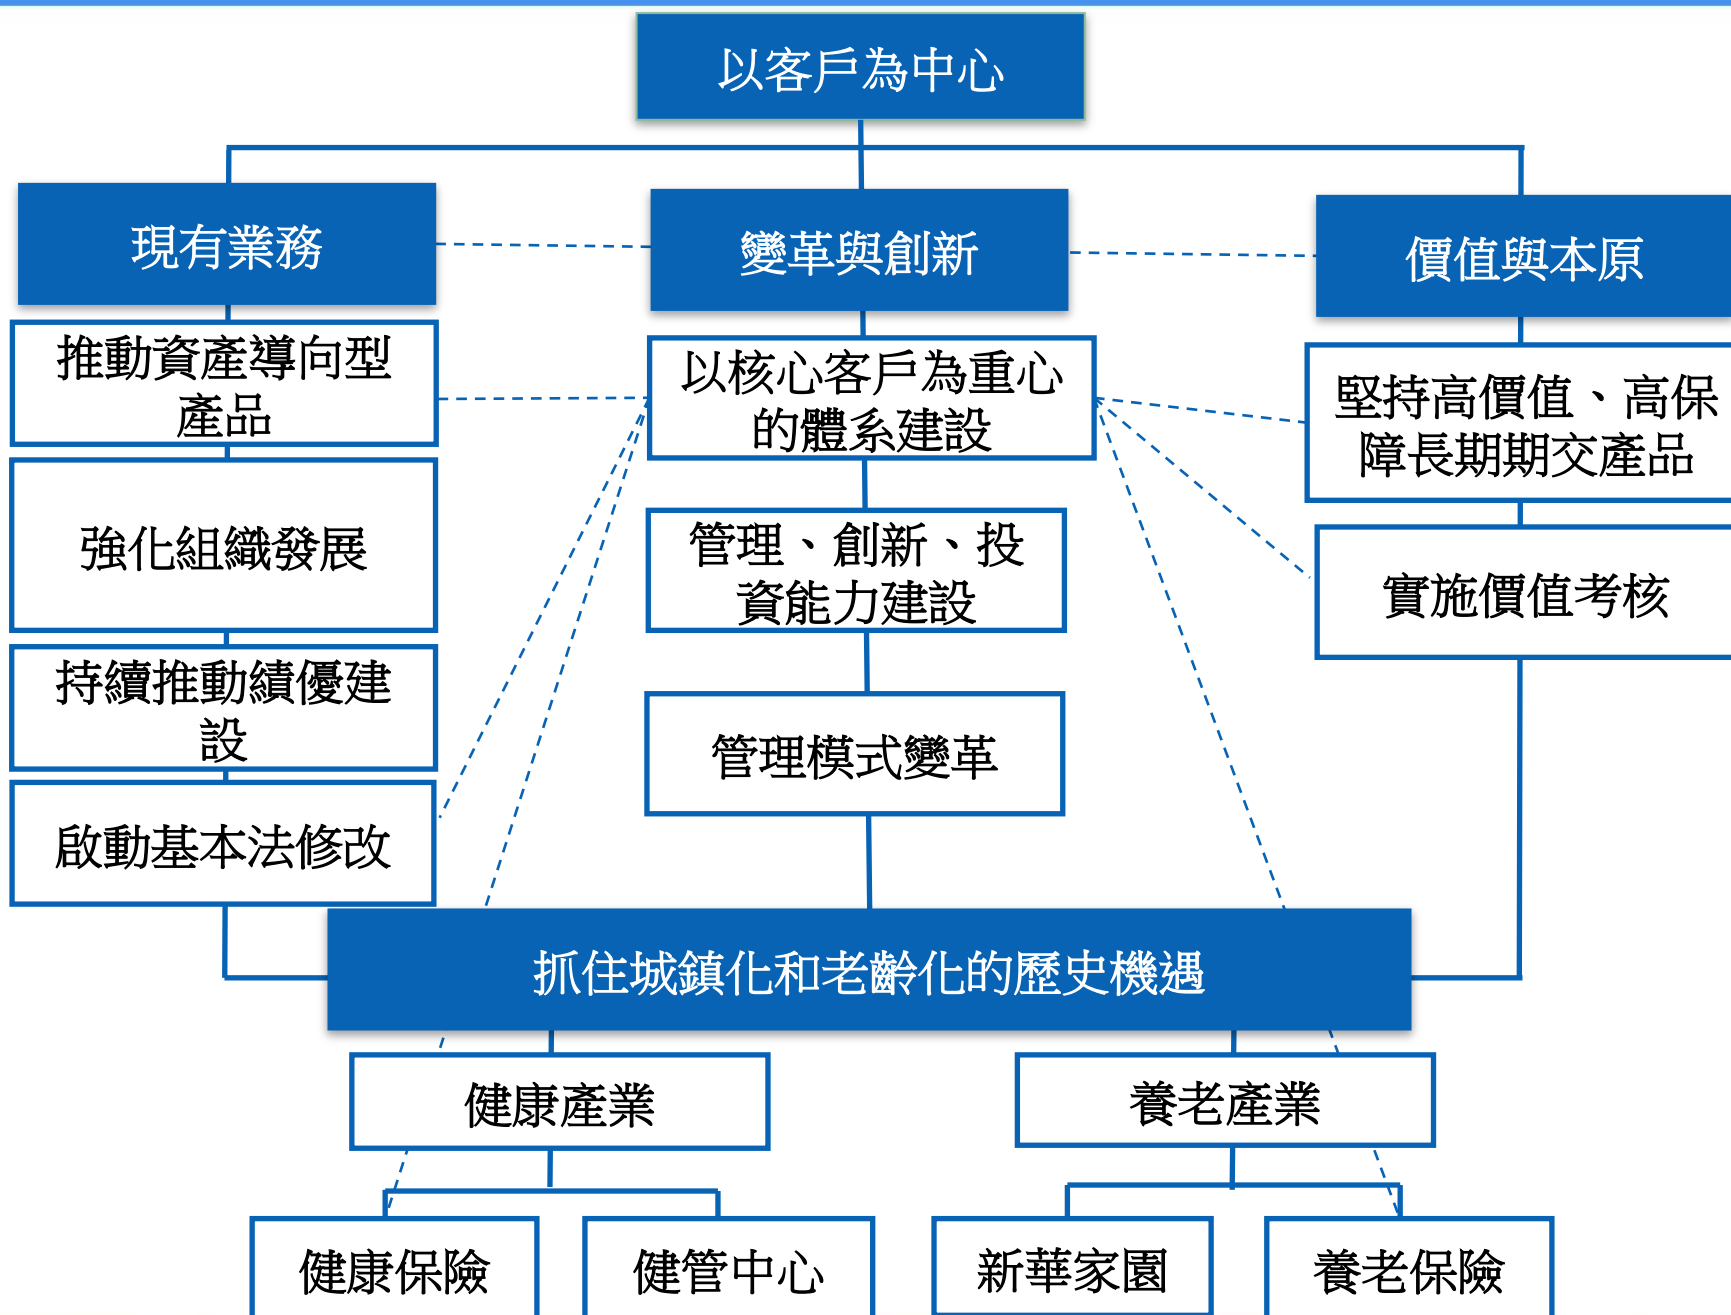 以客戶為中心
現有業務
變革與創新
價值與本原
推動資產導向型
產品
強化組織發展
持續推動績優建
設
啟動基本法修改
以核心客戶為重心
的體系建設
管理、創新、投
資能力建設
管理模式變革
堅持高價值、高保
障長期期交產品
實施價值考核
抓住城鎮化和老齡化的歷史機遇
健康產業
養老產業
健康保險
健管中心
新華家園
養老保險